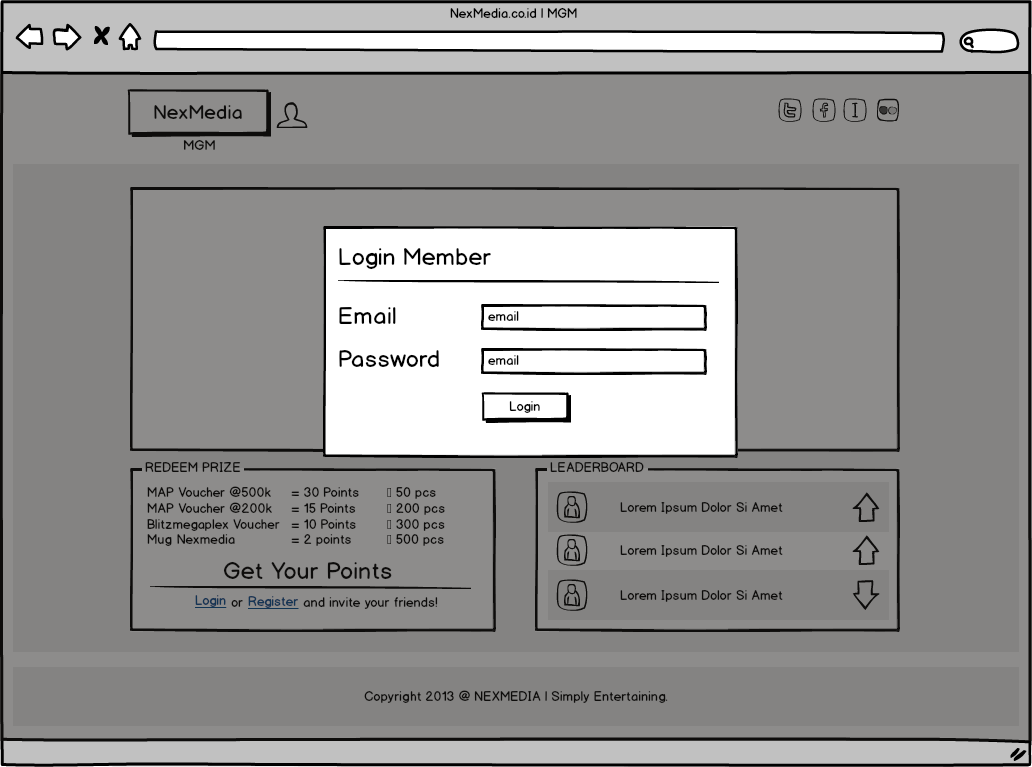 NexMedia.co.id | MGM
NexMedia
MGM
Login Member
Email email
Password email
Login
REDEEM PRIZE
MAP Voucher @500k = 30 Points 50 pcs
MAP Voucher @200k = 15 Points 200 pcs
Blitzmegaplex Voucher = 10 Points 300 pcs
Mug Nexmedia = 2 points 500 pcs
Get Your Points
Login or Register and invite your friends!
LEADERBOARD
Lorem Ipsum Dolor Si Amet
Lorem Ipsum Dolor Si Amet
Lorem Ipsum Dolor Si Amet
Copyright 2013 @ NEXMEDIA | Simply Entertaining.